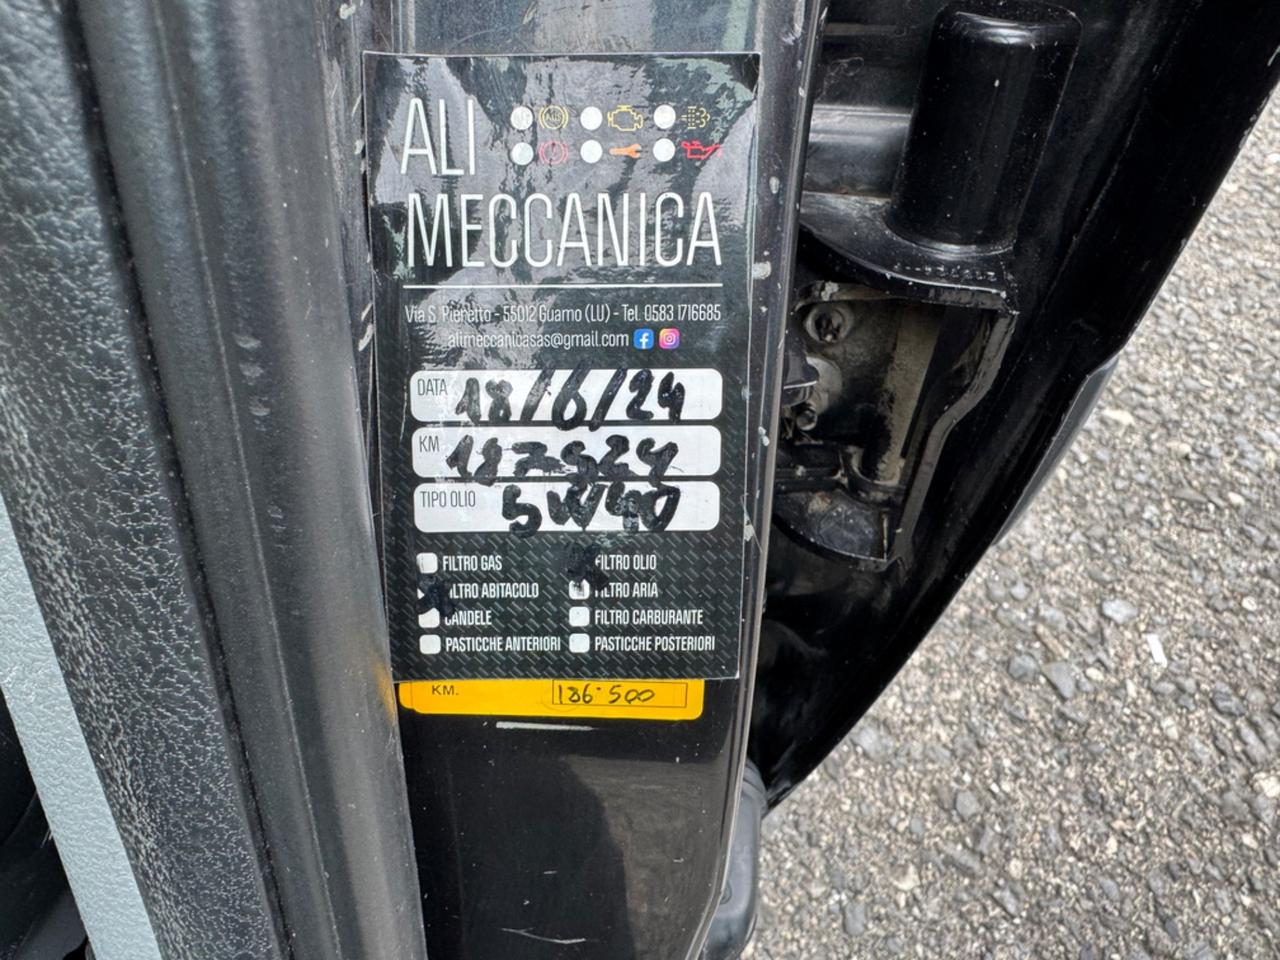 ALI
MECCANICA
Via S. Pieretto - 55012 Guamo (LU) - Tel. 0583 1716685
alimeccanicasas@gmail.com
DATA 18/6/24
KM 187924
TIPO OLIO 5W40
FILTRO GAS FILTRO OLIO
FILTRO ABITACOLO FILTRO ARIA
CANDELE FILTRO CARBURANTE
PASTICCHE ANTERIORI PASTICCHE POSTERIORI
KM. 186.500